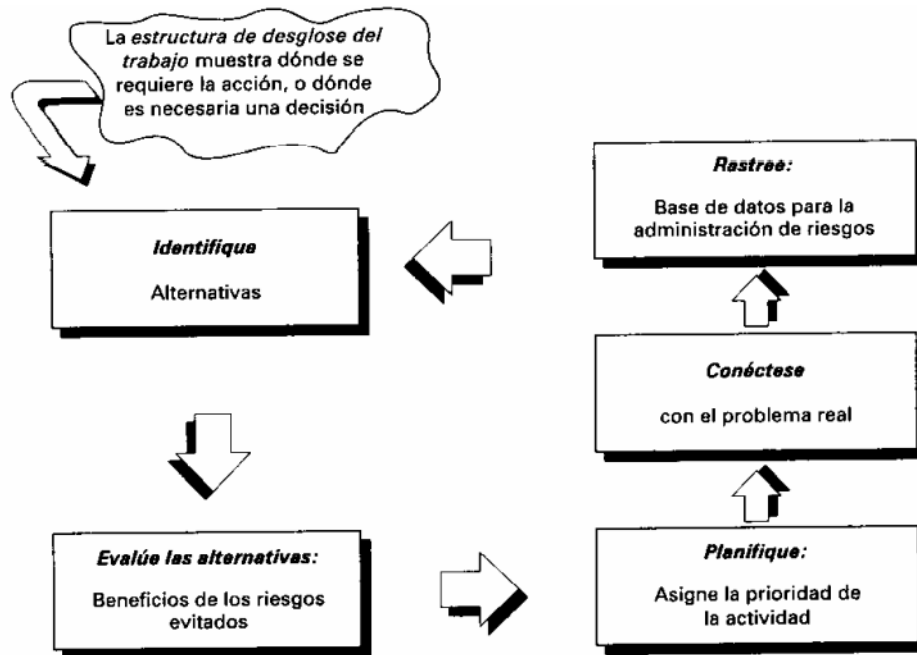 La estructura de desglose del
trabajo muestra dónde se
requiere la acción, o dónde
es necesaria una decisión
Identifique
Alternativas
Evalúe las alternativas:
Beneficios de los riesgos
evitados
Planifique:
Asigne la prioridad de
la actividad
Conéctese
con el problema real
Rastree:
Base de datos para la
administración de riesgos